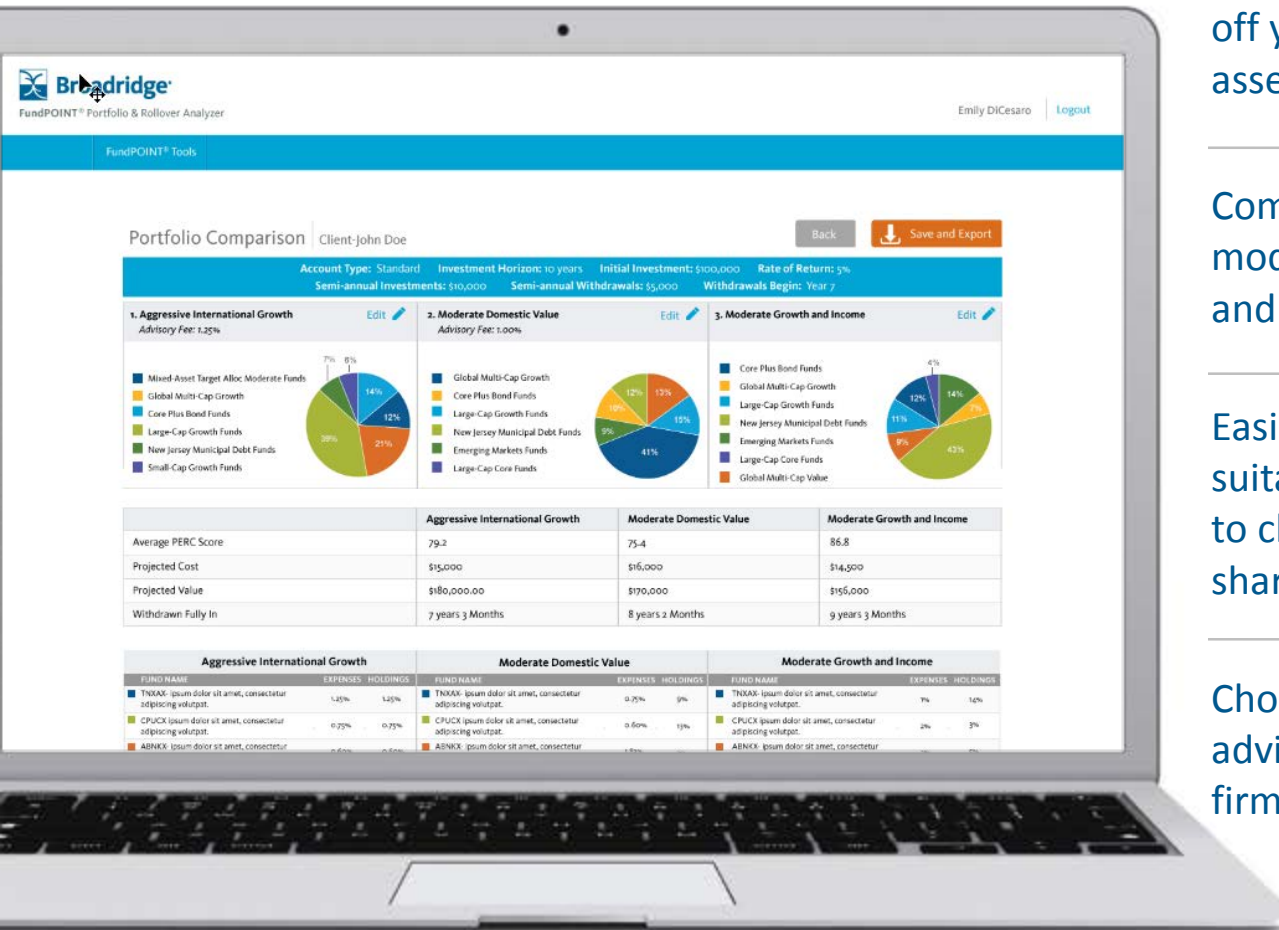 Broadridge
FundPOINT® Portfolio & Rollover Analyzer
Emily DiCesaro
Logout
FundPOINT® Tools
Portfolio Comparison
Client-John Doe
Back
Save and Export
Account Type: Standard Investment Horizon: 10 years Initial Investment: $100,000 Rate of Return: 5%
Semi-annual Investments: $10,000 Semi-annual Withdrawals: $5,000 Withdrawals Begin: Year 7
1. Aggressive International Growth
Edit
Advisory Fee: 1.25%
Mixed-Asset Target Alloc Moderate Funds
Global Multi-Cap Growth
Core Plus Bond Funds
Large-Cap Growth Funds
New Jersey Municipal Debt Funds
Small-Cap Growth Funds
7% 8%
14%
12%
21%
2. Moderate Domestic Value
Edit
Advisory Fee: 1.00%
Global Multi-Cap Growth
Core Plus Bond Funds
Large-Cap Growth Funds
New Jersey Municipal Debt Funds
Emerging Markets Funds
Large-Cap Core Funds
12% 13%
10%
15%
9%
41%
3. Moderate Growth and Income
Edit
Core Plus Bond Funds
Global Multi-Cap Growth
Large-Cap Growth Funds
New Jersey Municipal Debt Funds
Emerging Markets Funds
Large-Cap Core Funds
Global Multi-Cap Value
4%
12% 14%
7%
11%
9%
43%
Aggressive International Growth Moderate Domestic Value Moderate Growth and Income
Average PERC Score 79.2 75.4 86.8
Projected Cost $15,000 $16,000 $14,500
Projected Value $180,000.00 $170,000 $156,000
Withdrawn Fully In 7 years 3 Months 8 years 2 Months 9 years 3 Months
Aggressive International Growth Moderate Domestic Value Moderate Growth and Income
FUND NAME EXPENSES HOLDINGS FUND NAME EXPENSES HOLDINGS FUND NAME EXPENSES HOLDINGS
TNXAX- ipsum dolor sit amet, consectetur 1.25% 1.25% TNXAX- ipsum dolor sit amet, consectetur 0.75% 9% TNXAX- ipsum dolor sit amet, consectetur 1% 14%
adipiscing volutpat. adipiscing volutpat. adipiscing volutpat.
CPUCX ipsum dolor sit amet, consectetur 0.75% 0.75% CPUCX ipsum dolor sit amet, consectetur 0.60% 13% CPUCX ipsum dolor sit amet, consectetur 2% 3%
adipiscing volutpat. adipiscing volutpat. adipiscing volutpat.
ABNKX- ipsum dolor sit amet, consectetur ABNKX- ipsum dolor sit amet, consectetur ABNKX- ipsum dolor sit amet, consectetur
off
asse
Com
mod
and
Easi
suita
to cl
shar
Cho
advi
firm